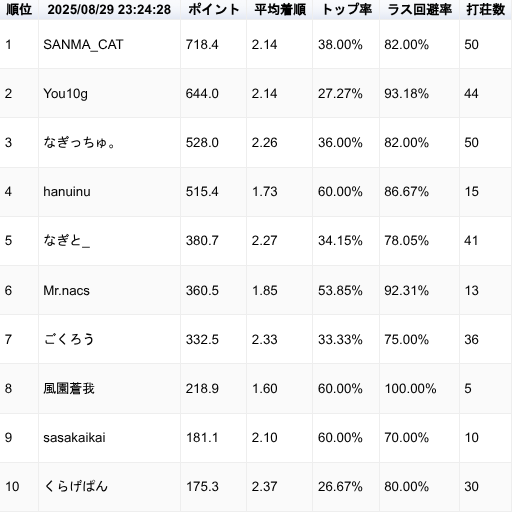 順位 2025/08/29 23:24:28 ポイント 平均着順 トップ率 ラス回避率 打荘数
1 SANMA_CAT 718.4 2.14 38.00% 82.00% 50
2 You10g 644.0 2.14 27.27% 93.18% 44
3 なぎっちゅ。 528.0 2.26 36.00% 82.00% 50
4 hanuinu 515.4 1.73 60.00% 86.67% 15
5 なぎと_ 380.7 2.27 34.15% 78.05% 41
6 Mr.nacs 360.5 1.85 53.85% 92.31% 13
7 ごくろう 332.5 2.33 33.33% 75.00% 36
8 風園蒼我 218.9 1.60 60.00% 100.00% 5
9 sasakaikai 181.1 2.10 60.00% 70.00% 10
10 くらげぱん 175.3 2.37 26.67% 80.00% 30